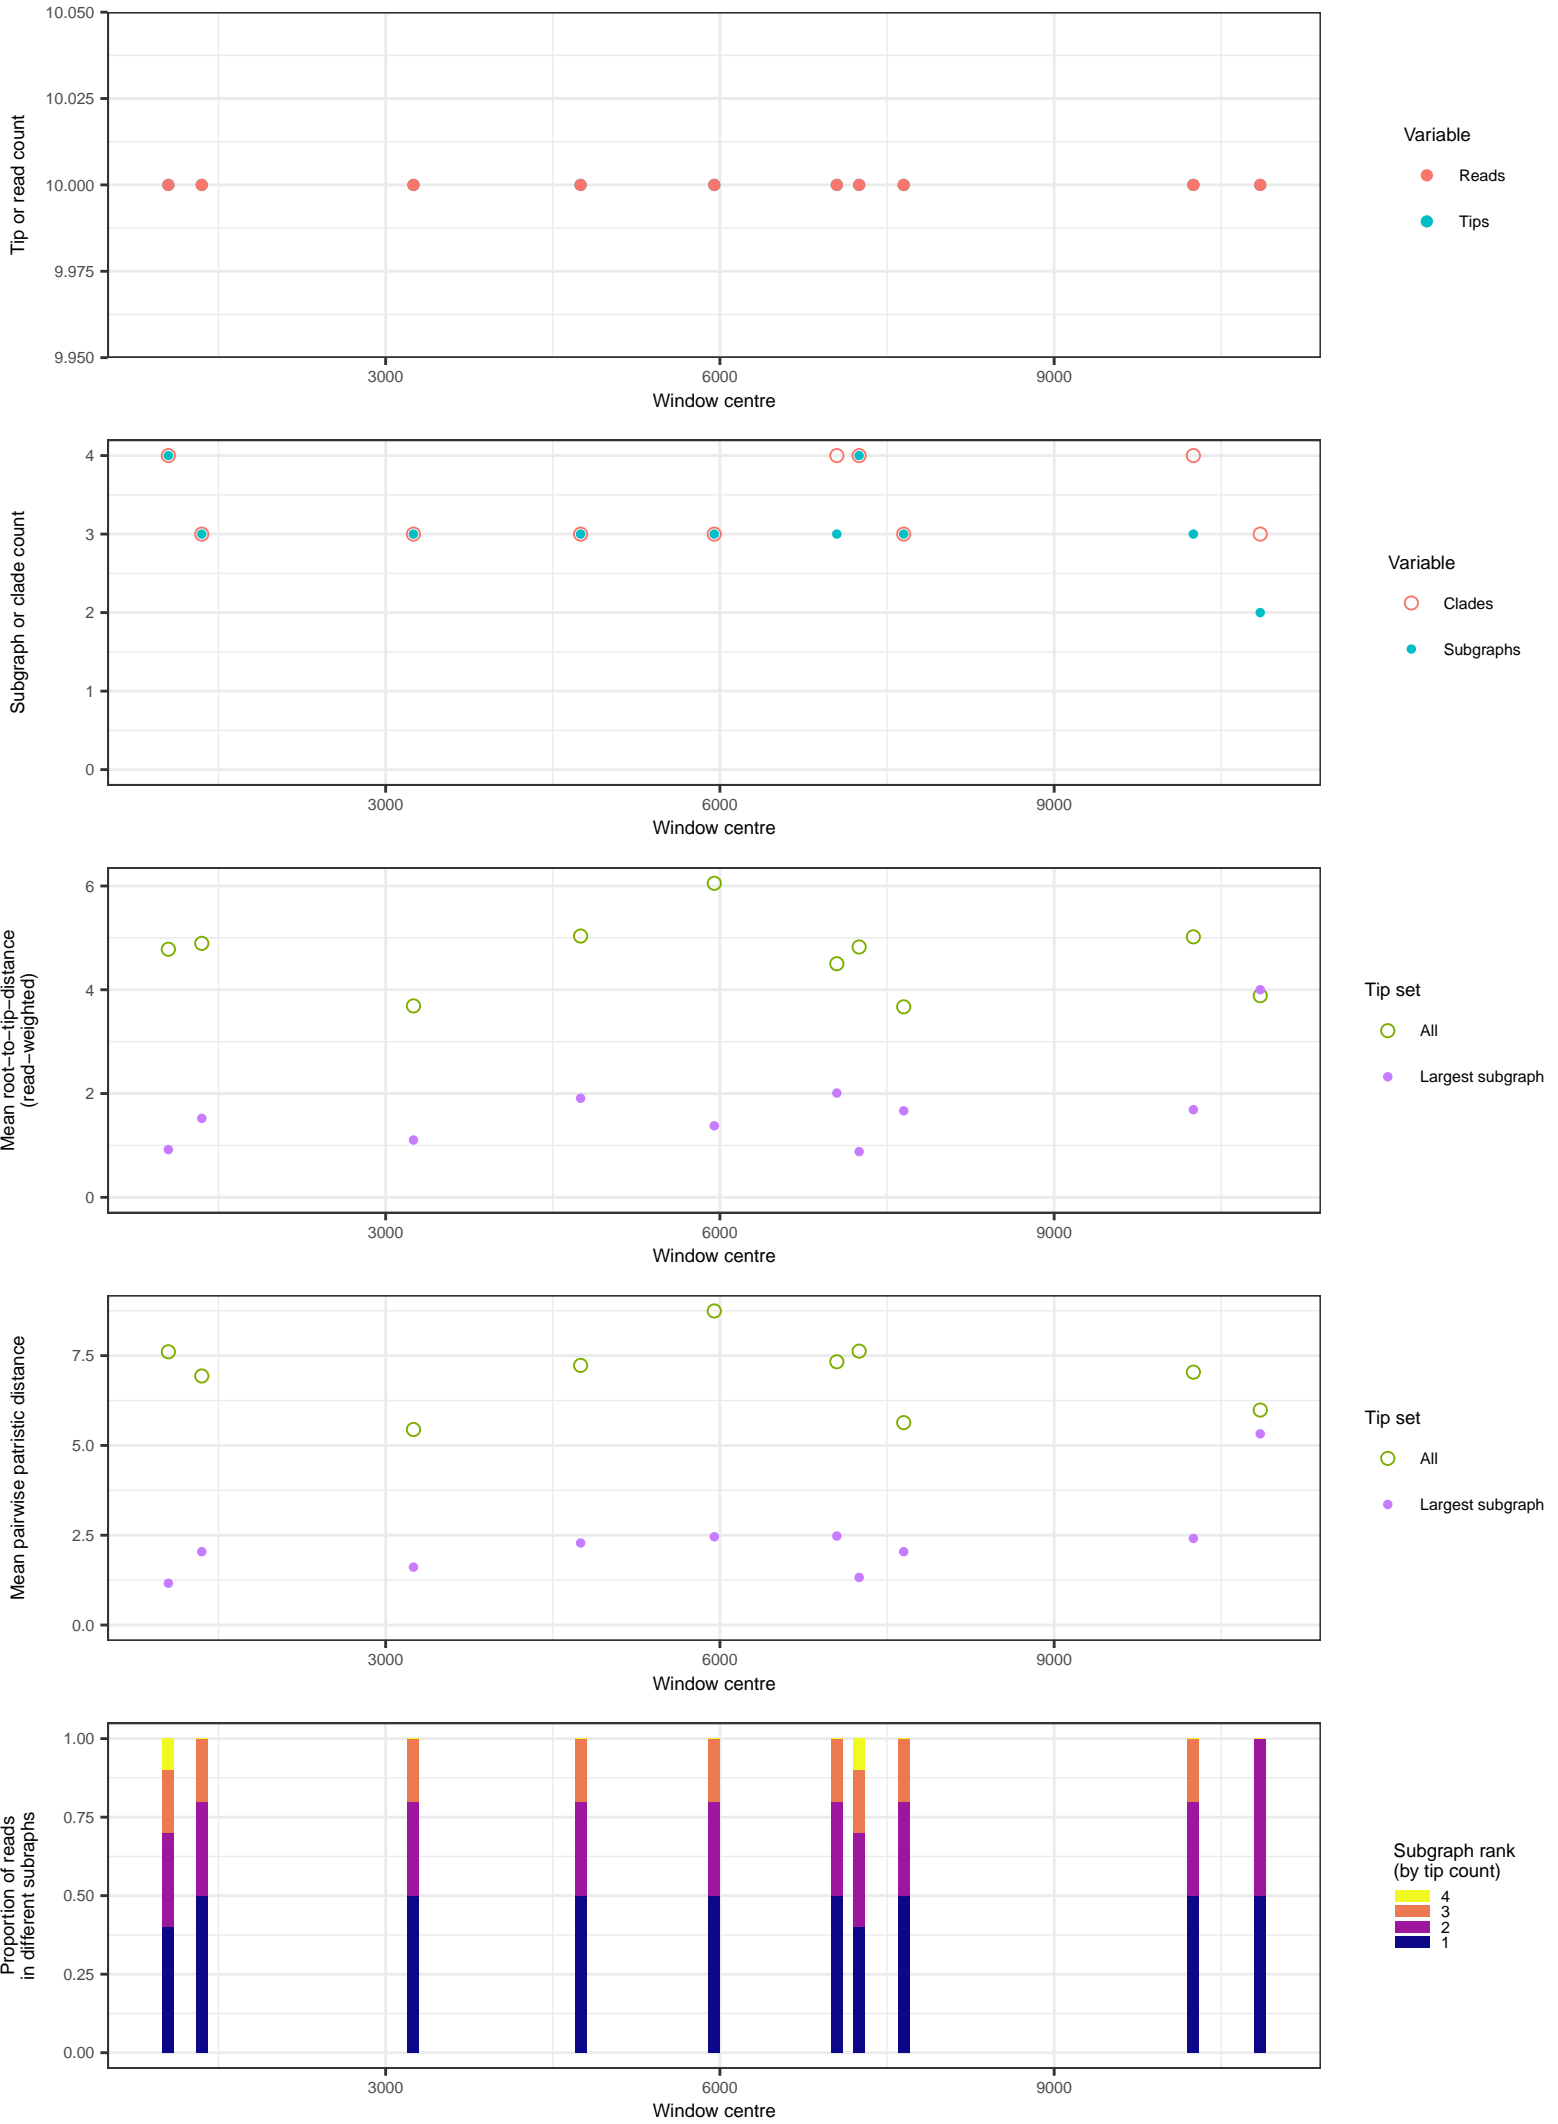 10.050
10.025
10.000
9.975
9.950
Tip or read count
3000
6000
9000
Window centre
Variable
Reads
Tips
4
3
2
1
0
Subgraph or clade count
3000
6000
9000
Window centre
Variable
Clades
Subgraphs
6
4
2
0
Mean root−to−tip−distance
(read−weighted)
3000
6000
9000
Window centre
Tip set
All
Largest subgraph
7.5
5.0
2.5
0.0
Mean pairwise patristic distance
3000
6000
9000
Window centre
Tip set
All
Largest subgraph
1.00
0.75
0.50
0.25
0.00
Proportion of reads
in different subraphs
3000
6000
9000
Window centre
Subgraph rank
(by tip count)
4
3
2
1